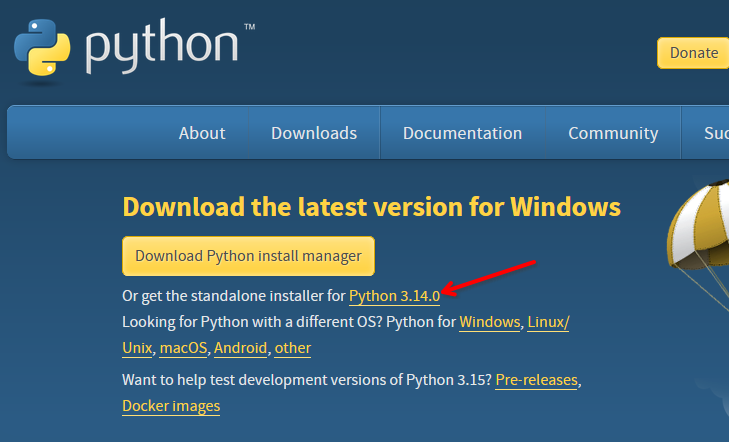 python™
Donate
About Downloads Documentation Community
Download the latest version for Windows
Download Python install manager
Or get the standalone installer for Python 3.14.0
Looking for Python with a different OS? Python for Windows, Linux/
Unix, macOS, Android, other
Want to help test development versions of Python 3.15? Pre-releases,
Docker images